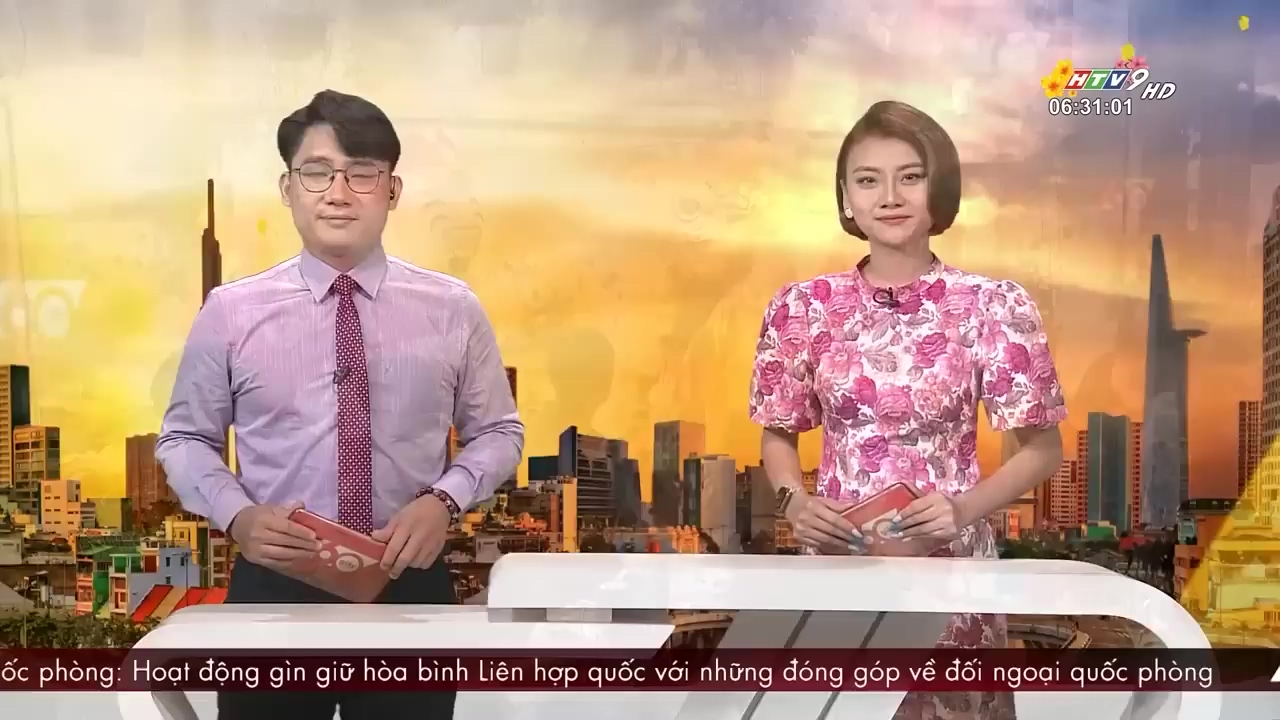 HTV9 HD
06:31:01
ốc phòng: Hoạt động gìn giữ hòa bình Liên hợp quốc với những đóng góp về đối ngoại quốc phòng